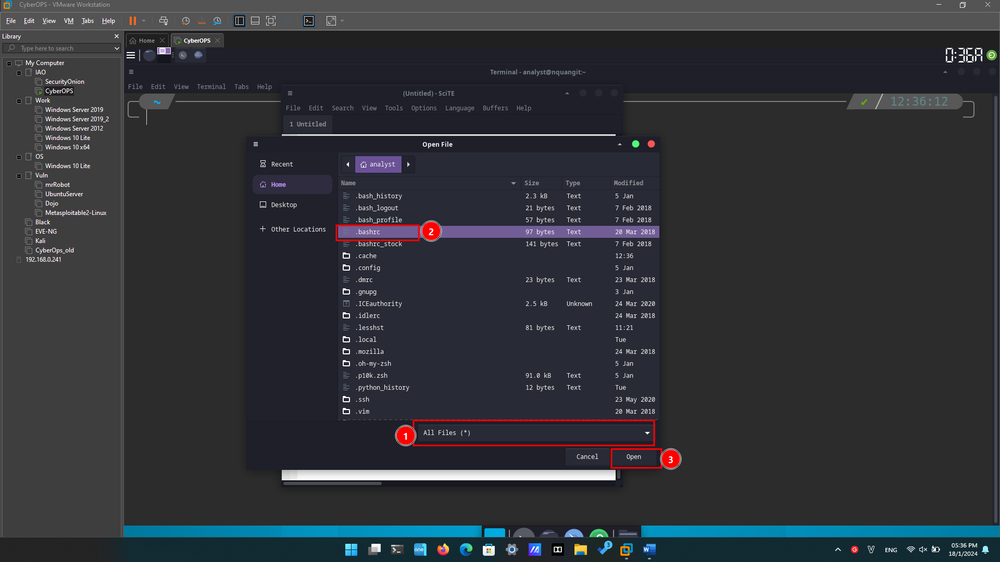 CyberOPS - VMware Workstation
File Edit View VM Tabs Help
Library
Type here to search
My Computer
IAO
SecurityOnion
CyberOPS
Work
Windows Server 2019
Windows Server 2019_2
Windows Server 2012
Windows 10 Lite
Windows 10 x64
OS
Windows 10 Lite
Vuln
mrRobot
UbuntuServer
Dojo
Metasploitable2-Linux
Black
EVE-NG
Kali
CyberOps_old
192.168.0.241
Home
CyberOPS
0:36A
Terminal - analyst@nquangit:~
File Edit View Terminal Tabs Help
~
12:36:12
(Untitled) - SciTE
File Edit Search View Tools Options Language Buffers Help
1 Untitled
Open File
Recent
Home
Desktop
Other Locations
analyst
Name Size Type Modified
.bash_history 2.3 kB Text 5 Jan
.bash_logout 21 bytes Text 7 Feb 2018
.bash_profile 57 bytes Text 7 Feb 2018
.bashrc 97 bytes Text 20 Mar 2018
2
.bashrc_stock 141 bytes Text 7 Feb 2018
.cache 12:36
.config 5 Jan
.dmrc 23 bytes Text 23 Mar 2018
.gnupg 3 Jan
.ICEauthority 2.5 kB Unknown 24 Mar 2020
.idlerc 24 Mar 2018
.lesshst 81 bytes Text 11:21
.local Tue
.mozilla 24 Mar 2018
.oh-my-zsh 5 Jan
.p10k.zsh 91.0 kB Text 5 Jan
.python_history 12 bytes Text Tue
.ssh 23 May 2020
.vim 20 Mar 2018
1
All Files (*)
Cancel
Open
3
one
3
W
ENG
05:36 PM
18/1/2024